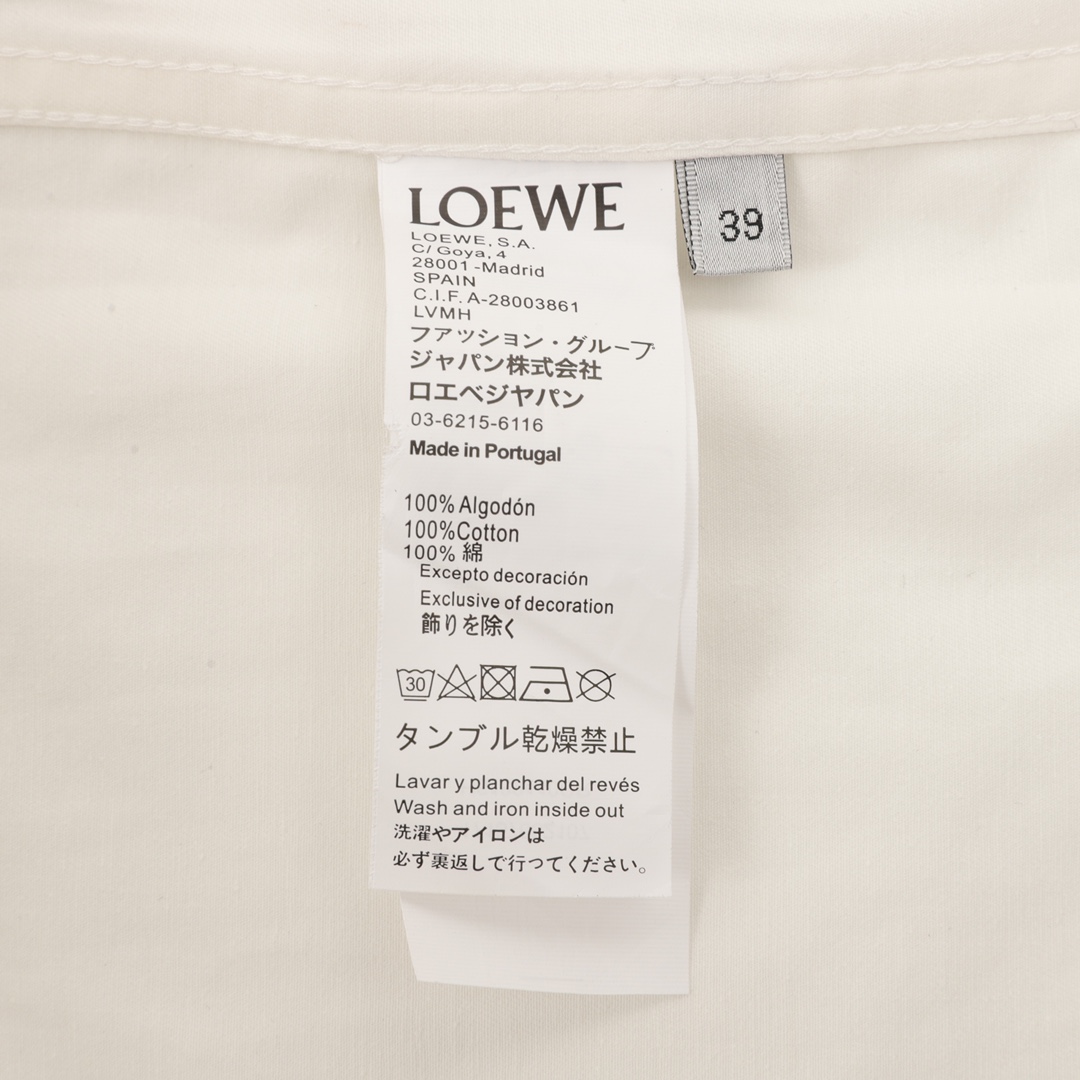 LOEWE
39
LOEWE, S.A.
C/ Goya, 4
28001 -Madrid
SPAIN
C.I.F. A-28003861
LVMH
フアッション・グループ
ジャパン株式会社
ロエベジヤパン
03-6215-6116
Made in Portugal
100% Algodón
100%Cotton
100% 綿
Excepto decoración
Exclusive of decoration
飾りを除く
30
タンブル乾燥禁止
Lavar y planchar del revés
Wash and iron inside out
洗濯やアイロンは
必ず裏返しで行つてください。